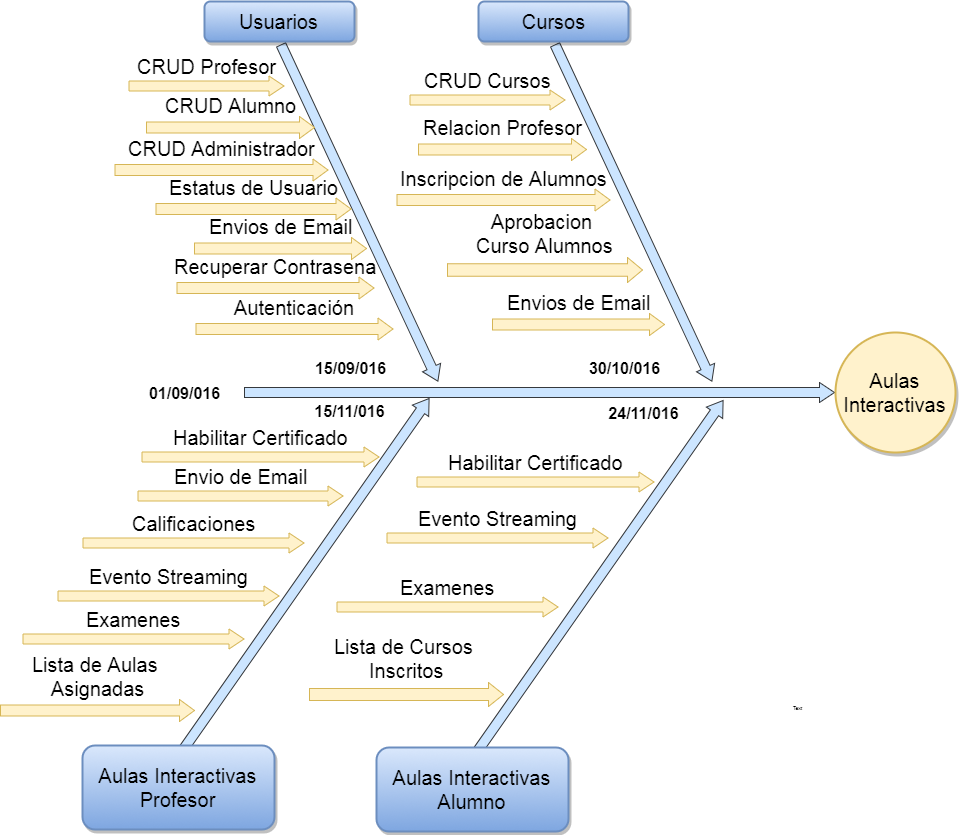 Usuarios
Cursos
CRUD Profesor
CRUD Alumno
CRUD Administrador
Estatus de Usuario
Envios de Email
Recuperar Contrasena
Autenticación
CRUD Cursos
Relacion Profesor
Inscripcion de Alumnos
Aprobacion
Curso Alumnos
Envios de Email
15/09/016
30/10/016
01/09/016
15/11/016
24/11/016
Aulas
Interactivas
Habilitar Certificado
Envio de Email
Calificaciones
Evento Streaming
Examenes
Lista de Aulas
Asignadas
Habilitar Certificado
Evento Streaming
Examenes
Lista de Cursos
Inscritos
Text
Aulas Interactivas
Profesor
Aulas Interactivas
Alumno